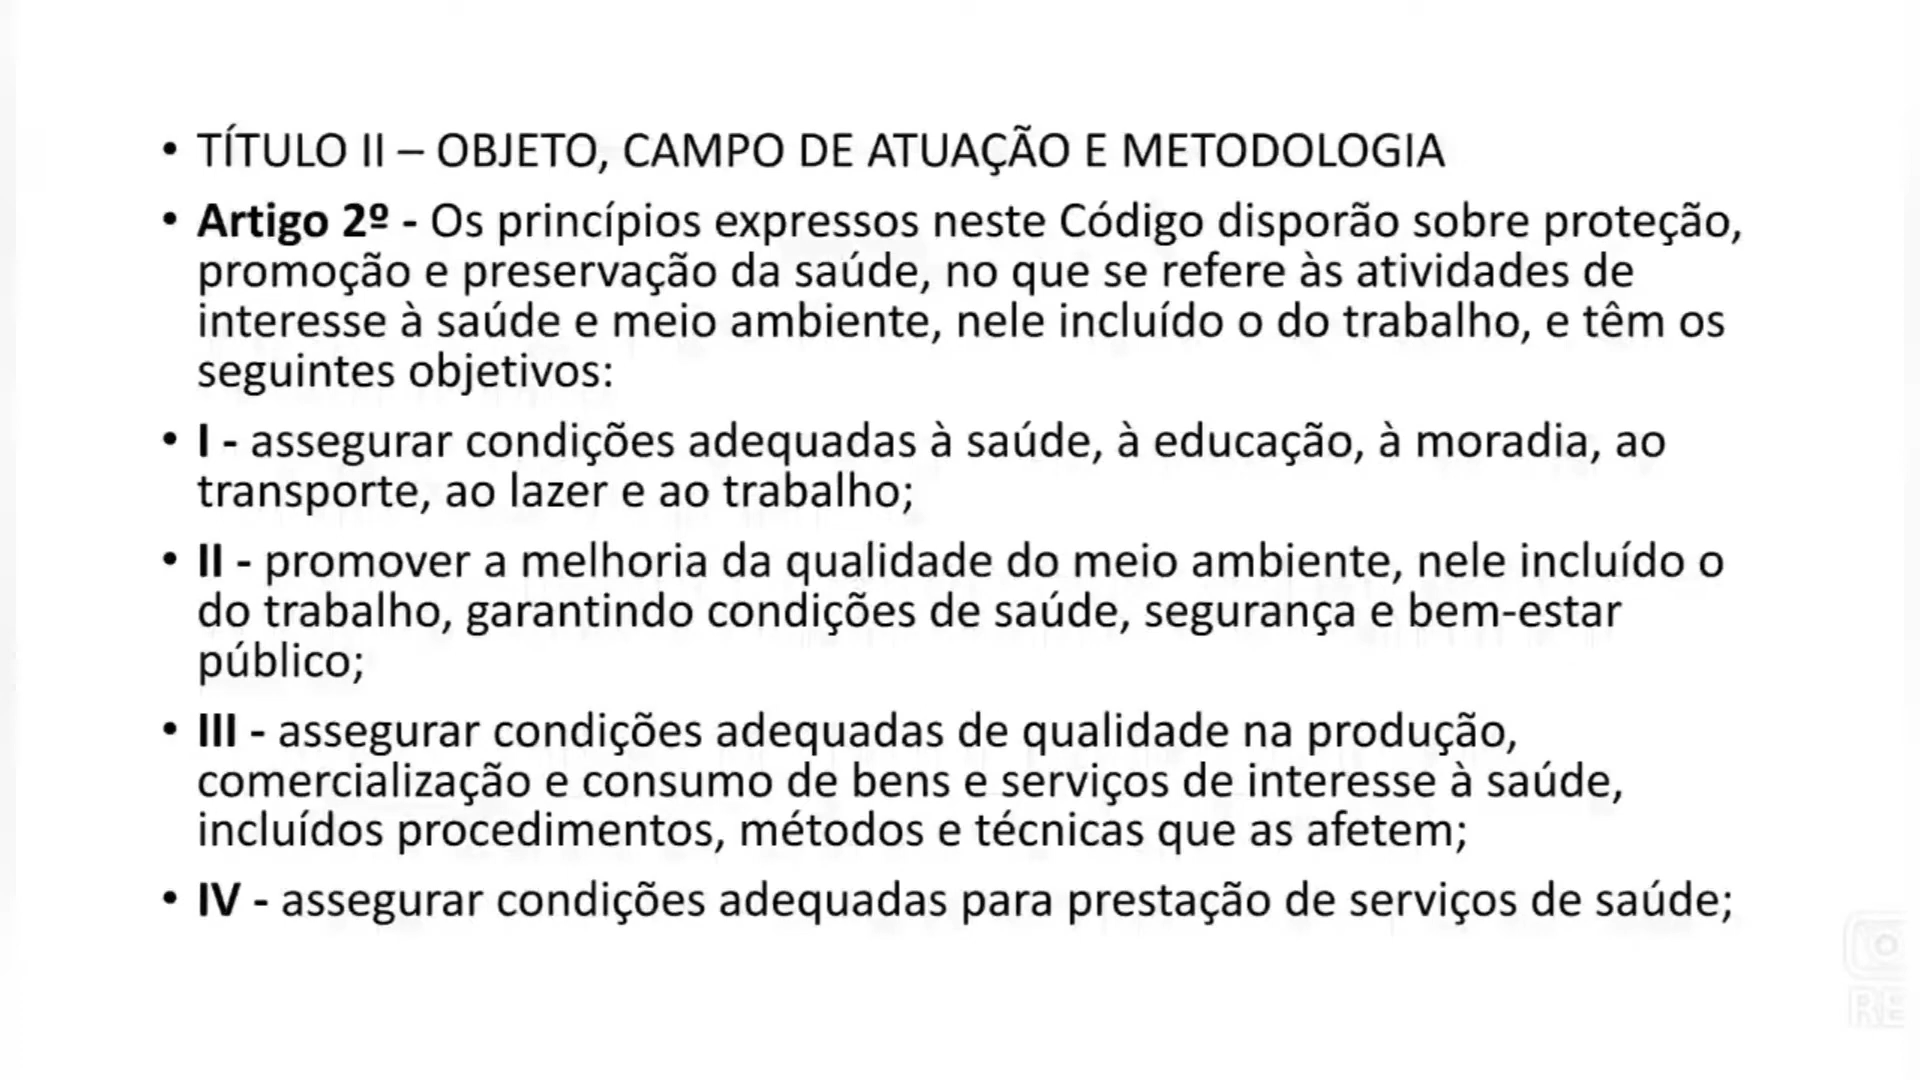 • TÍTULO II – OBJETO, CAMPO DE ATUAÇÃO E METODOLOGIA
• Artigo 2º - Os princípios expressos neste Código disporão sobre proteção,
promoção e preservação da saúde, no que se refere às atividades de
interesse à saúde e meio ambiente, nele incluído o do trabalho, e têm os
seguintes objetivos:
• I - assegurar condições adequadas à saúde, à educação, à moradia, ao
transporte, ao lazer e ao trabalho;
• II - promover a melhoria da qualidade do meio ambiente, nele incluído o
do trabalho, garantindo condições de saúde, segurança e bem-estar
público;
• III - assegurar condições adequadas de qualidade na produção,
comercialização e consumo de bens e serviços de interesse à saúde,
incluídos procedimentos, métodos e técnicas que as afetem;
• IV - assegurar condições adequadas para prestação de serviços de saúde;
RE